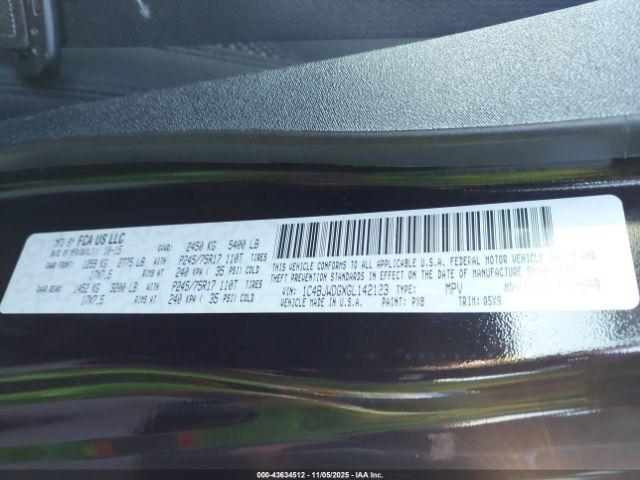 MFD BY FCA US LLC
DATE OF MFR 10-15 GVWR: 2450 KG 5400 LB
GAWR FRONT: 1259 KG 2775 LB WITH P245/75R17 110T TIRES
17X7.5 RIMS AT 240 KPA ( 35 PSI) COLD
GAWR REAR: 1452 KG 3200 LB WITH P245/75R17 110T TIRES
17X7.5 RIMS AT 240 KPA ( 35 PSI) COLD
THIS VEHICLE CONFORMS TO ALL APPLICABLE U.S.A. FEDERAL MOTOR VEHICLE SAFETY AND
THEFT PREVENTION STANDARDS IN EFFECT ON THE DATE OF MANUFACTURE SHOWN ABOVE.
VIN: 1C4BJWDGXGL142123 TYPE: MPV MDH:
VEHICLE MADE IN U.S.A. PAINT: PX8 TRIM: Q5X9
000-43634512 — 11/05/2025 — IAA Inc.